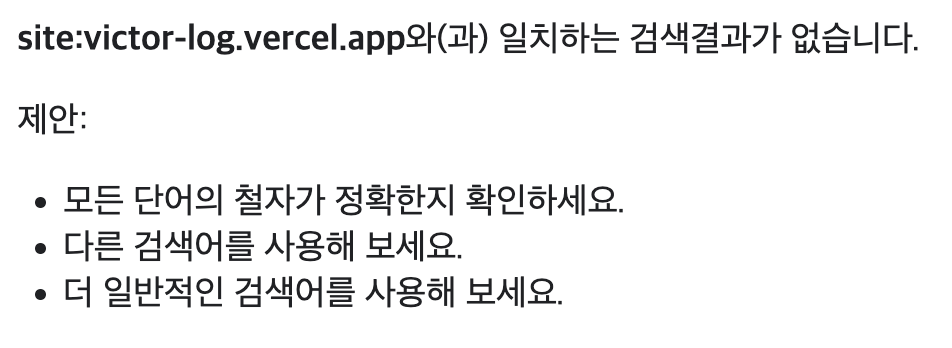 site:victor-log.vercel.app와(과) 일치하는 검색결과가 없습니다.
제안:
• 모든 단어의 철자가 정확한지 확인하세요.
• 다른 검색어를 사용해 보세요.
• 더 일반적인 검색어를 사용해 보세요.